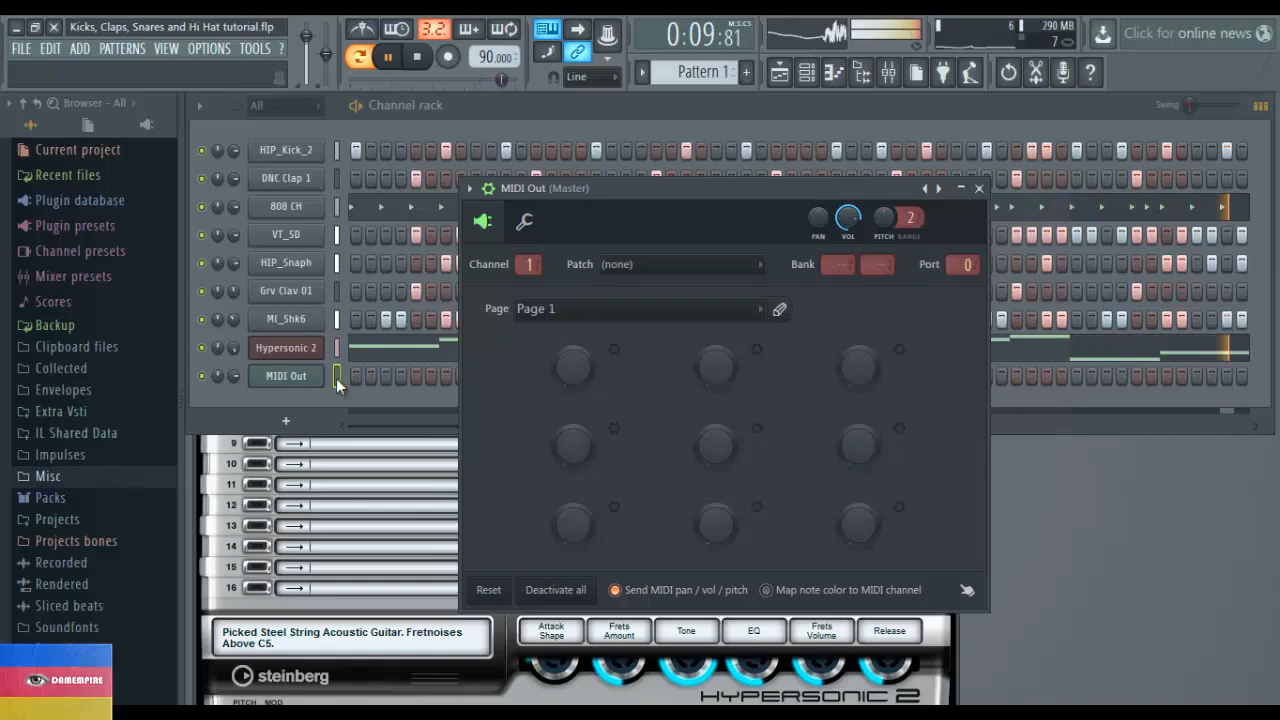 Kicks, Claps, Snares and Hi Hat tutorial.flp
FILE EDIT ADD PATTERNS VIEW OPTIONS TOOLS ?
3.2.
90.000
Line
0:09:81
M:S:CS
Pattern 1
6
290 MB
7
Click for online news
Browser - All
All
Channel rack
Swing
Current project
Recent files
Plugin database
Plugin presets
Channel presets
Mixer presets
Scores
Backup
Clipboard files
Collected
Envelopes
Extra Vsti
IL Shared Data
Impulses
Misc
Packs
Projects
Projects bones
Recorded
Rendered
Sliced beats
Soundfonts
HIP_Kick_2
DNC Clap 1
808 CH
VT_SD
HIP_Snaph
Grv Clav 01
MI_Shk6
Hypersonic 2
MIDI Out
MIDI Out (Master)
PAN VOL PITCH RANGE
2
Channel 1 Patch (none) Bank --- --- Port 0
Page Page 1
Reset Deactivate all Send MIDI pan / vol / pitch Map note color to MIDI channel
9
10
11
12
13
14
15
16
Picked Steel String Acoustic Guitar. Fretnoises
Above C5.
Attack Shape
Frets Amount
Tone
EQ
Frets Volume
Release
steinberg
HYPERSONIC 2
PITCH MOD
DAMEMPIRE